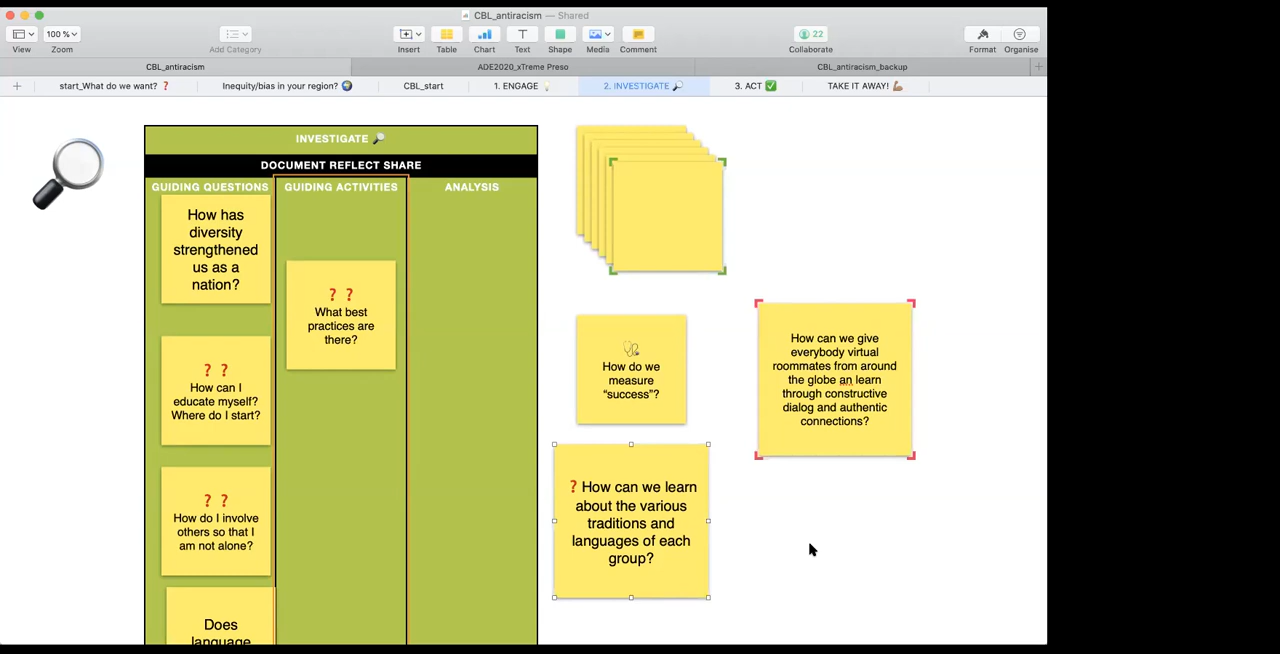 CBL_antiracism — Shared
100 %
View
Zoom
Add Category
Insert
Table
Chart
Text
Shape
Media
Comment
22
Collaborate
Format
Organise
CBL_antiracism
ADE2020_xTreme Preso
CBL_antiracism_backup
start_What do we want? ❓
Inequity/bias in your region? 🌍
CBL_start
1. ENGAGE 💡
2. INVESTIGATE 🔎
3. ACT ✅
TAKE IT AWAY! 💪🏽
INVESTIGATE 🔎
DOCUMENT REFLECT SHARE
GUIDING QUESTIONS
GUIDING ACTIVITIES
ANALYSIS
How has
diversity
strengthened
us as a
nation?
❓ ❓
How can I
educate myself?
Where do I start?
❓ ❓
How do I involve
others so that I
am not alone?
Does
language
❓ ❓
What best
practices are
there?
🩺
How do we
measure
“success”?
❓How can we learn
about the various
traditions and
languages of each
group?
How can we give
everybody virtual
roommates from around
the globe an learn
through constructive
dialog and authentic
connections?